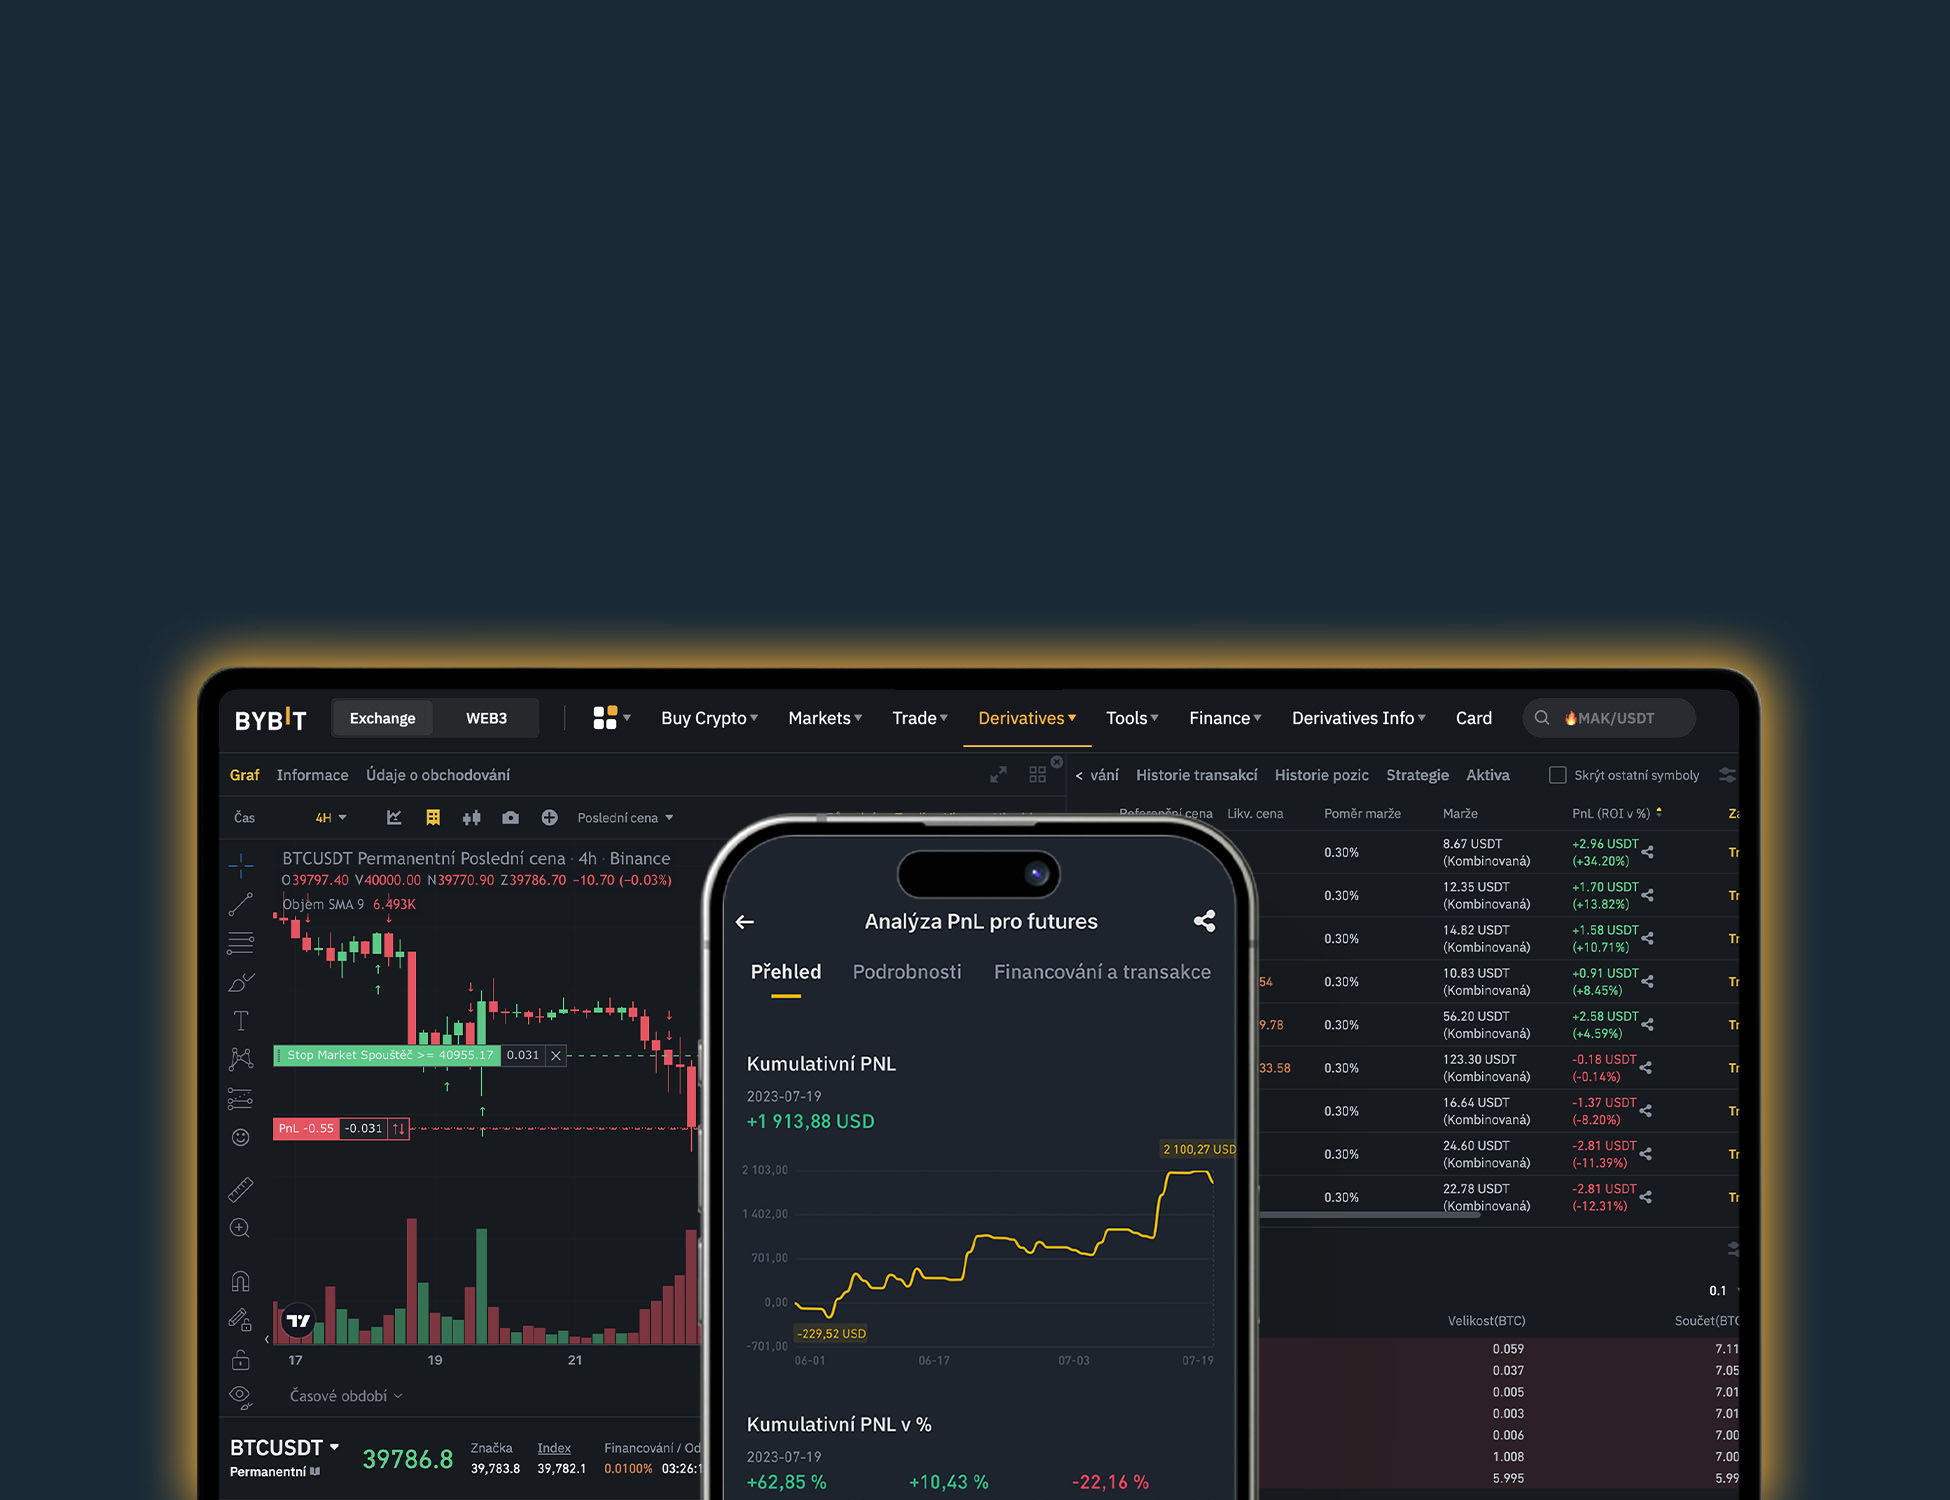 BYBIT Exchange WEB3 Buy Crypto Markets Trade Derivatives Tools Finance Derivatives Info Card MAK/USDT
Graf Informace Údaje o obchodování
Čas 4H Poslední cena
BTCUSDT Permanentní Poslední cena · 4h · Binance
O39797.40 V40000.00 N39770.90 Z39786.70 −10.70 (−0.03%)
Objem SMA 9 6.493K
Stop Market Spouštěč >= 40955.17 0.031
PnL -0.55 -0.031
17 19 21
Časové období
BTCUSDT 39786.8 Značka Index Financování / Od
Permanentní 39,783.8 39,782.1 0.0100% 03:26:1
Analýza PnL pro futures
Přehled Podrobnosti Financování a transakce
Kumulativní PNL
2023-07-19
+1 913,88 USD
2 100,27 USD
2 103,00
1 402,00
701,00
0,00
-229,52 USD
-701,00
06-01 06-17 07-03 07-19
Kumulativní PNL v %
2023-07-19
+62,85 % +10,43 % -22,16 %
< vání Historie transakcí Historie pozic Strategie Aktiva Skrýt ostatní symboly
Referenční cena Likv. cena Poměr marže Marže PnL (ROI v %) Za
0.30% 8.67 USDT (Kombinovaná) +2.96 USDT (+34.20%) Tr
0.30% 12.35 USDT (Kombinovaná) +1.70 USDT (+13.82%) Tr
0.30% 14.82 USDT (Kombinovaná) +1.58 USDT (+10.71%) Tr
54 0.30% 10.83 USDT (Kombinovaná) +0.91 USDT (+8.45%) Tr
9.78 0.30% 56.20 USDT (Kombinovaná) +2.58 USDT (+4.59%) Tr
33.58 0.30% 123.30 USDT (Kombinovaná) -0.18 USDT (-0.14%) Tr
0.30% 16.64 USDT (Kombinovaná) -1.37 USDT (-8.20%) Tr
0.30% 24.60 USDT (Kombinovaná) -2.81 USDT (-11.39%) Tr
0.30% 22.78 USDT (Kombinovaná) -2.81 USDT (-12.31%) Tr
0.1
Velikost(BTC) Součet(BTC
0.059 7.11
0.037 7.05
0.005 7.01
0.003 7.01
0.006 7.00
1.008 7.00
5.995 5.99